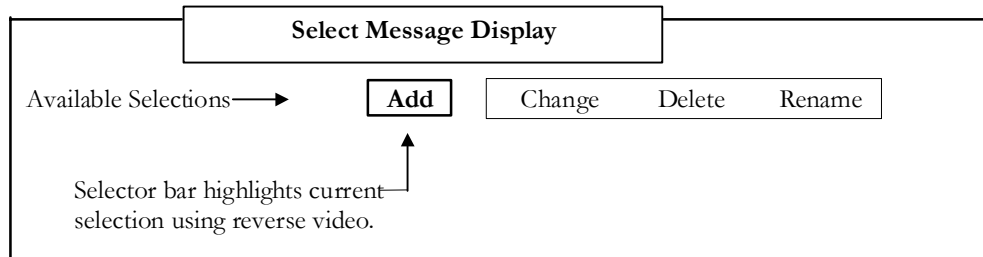 Select Message Display
Available Selections Add Change Delete Rename
Selector bar highlights current
selection using reverse video.